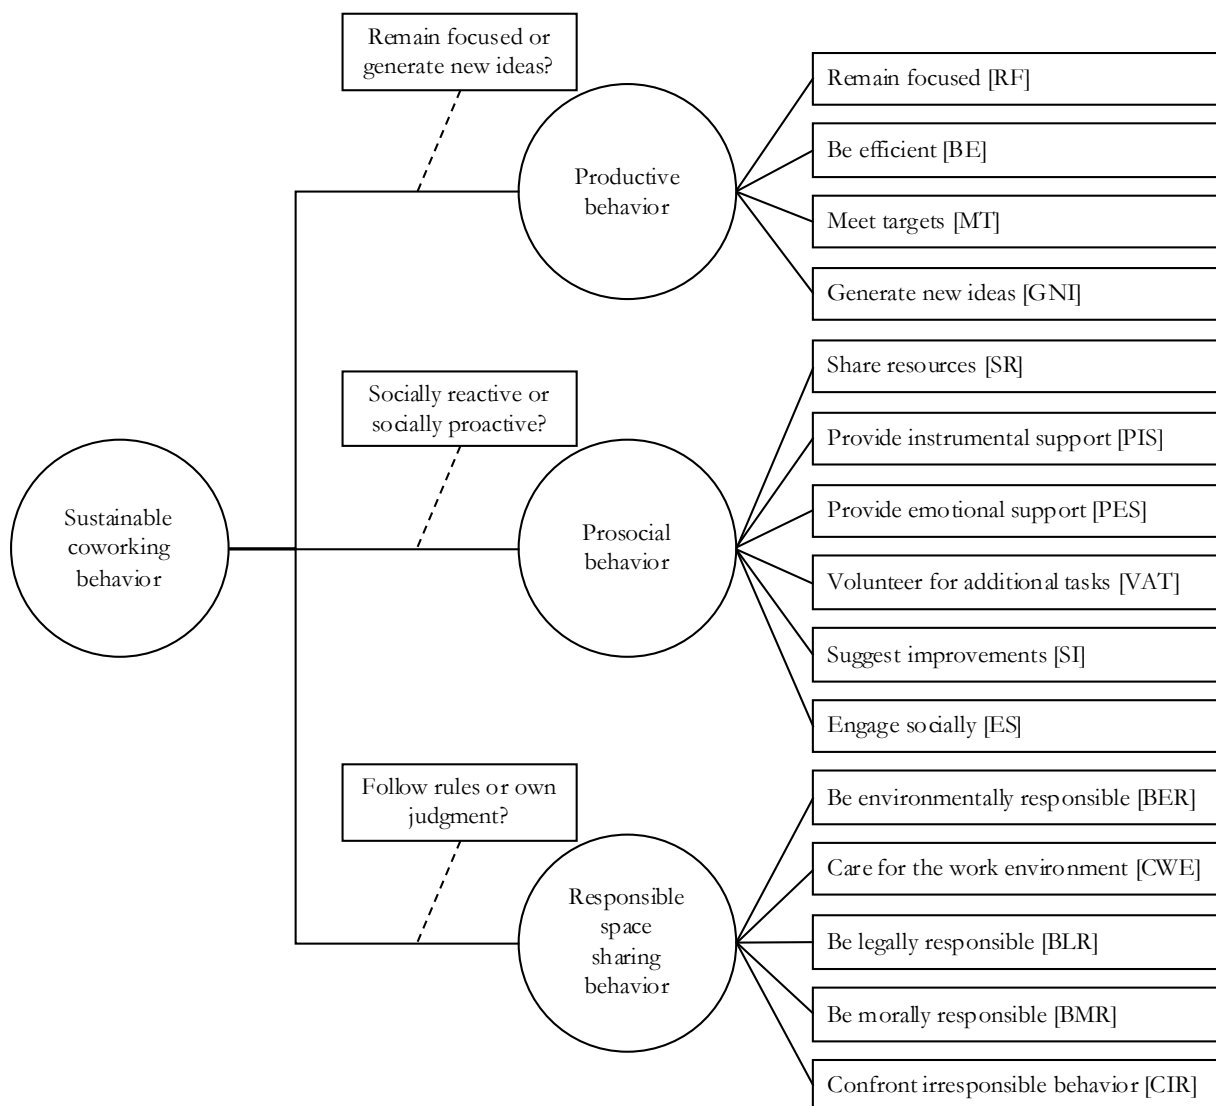 Remain focused or
generate new ideas?
Productive
behavior
Remain focused [RF]
Be efficient [BE]
Meet targets [MT]
Generate new ideas [GNI]
Socially reactive or
socially proactive?
Sustainable
coworking
behavior
Prosocial
behavior
Share resources [SR]
Provide instrumental support [PIS]
Provide emotional support [PES]
Volunteer for additional tasks [VAT]
Suggest improvements [SI]
Engage socially [ES]
Follow rules or own
judgment?
Responsible
space
sharing
behavior
Be environmentally responsible [BER]
Care for the work environment [CWE]
Be legally responsible [BLR]
Be morally responsible [BMR]
Confront irresponsible behavior [CIR]